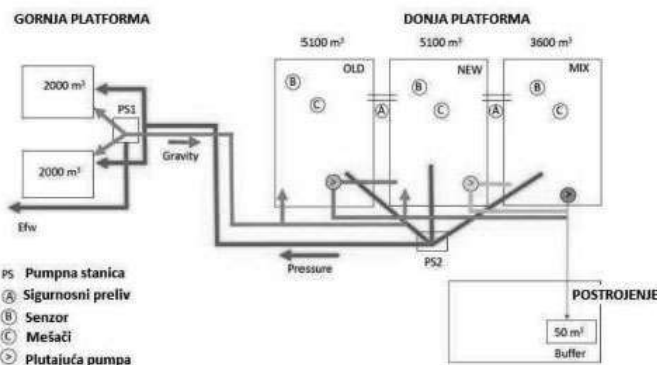 GORNJA PLATFORMA
DONJA PLATFORMA
5100 m³
5100 m³
3600 m³
OLD
NEW
MIX
B
B
B
C
C
C
A
A
2000 m³
PS1
2000 m³
Gravity
Efw
Pressure
PS2
PS Pumpna stanica
A Sigurnosni preliv
B Senzor
C Mešači
> Plutajuća pumpa
POSTROJENJE
50 m³
Buffer